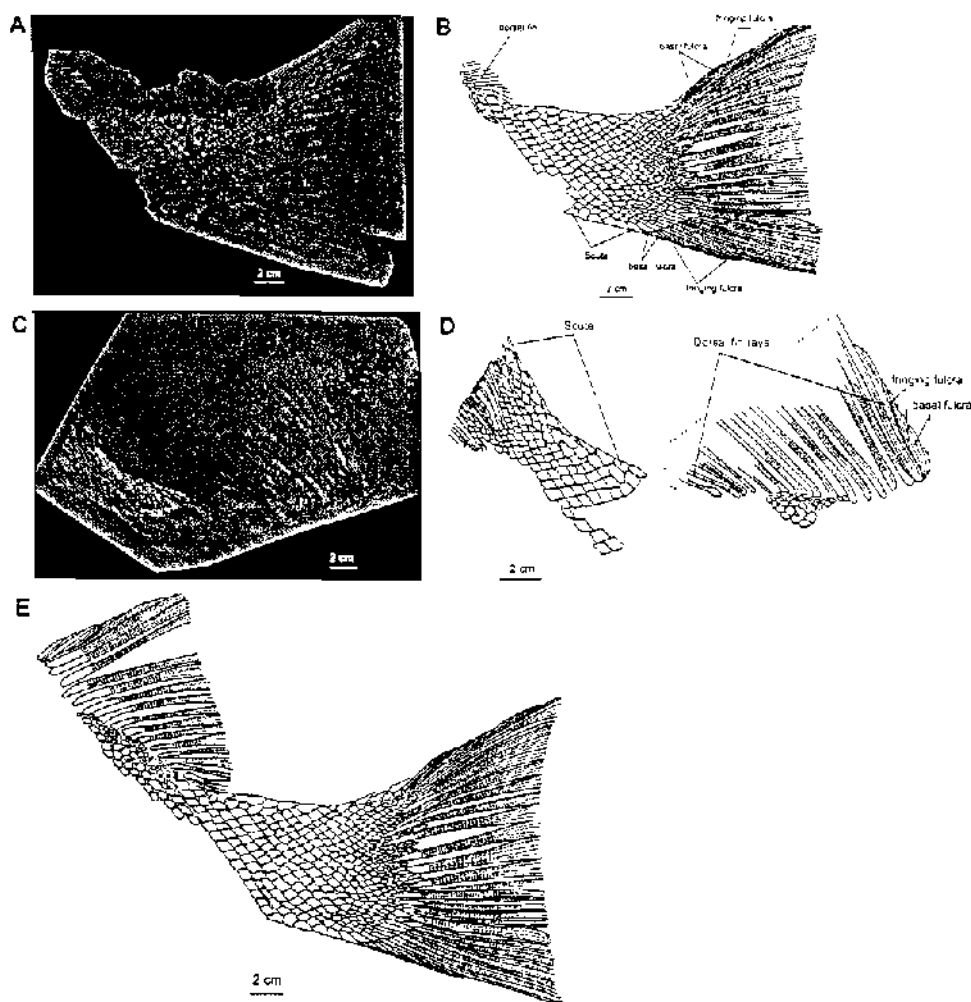 A
2 cm
B
dorsal fin
fringing fulcra
basal fulcra
Scute
basal fulcra
fringing fulcra
2 cm
C
2 cm
D
Scute
Dorsal fin rays
fringing fulcra
basal fulcra
2 cm
E
2 cm